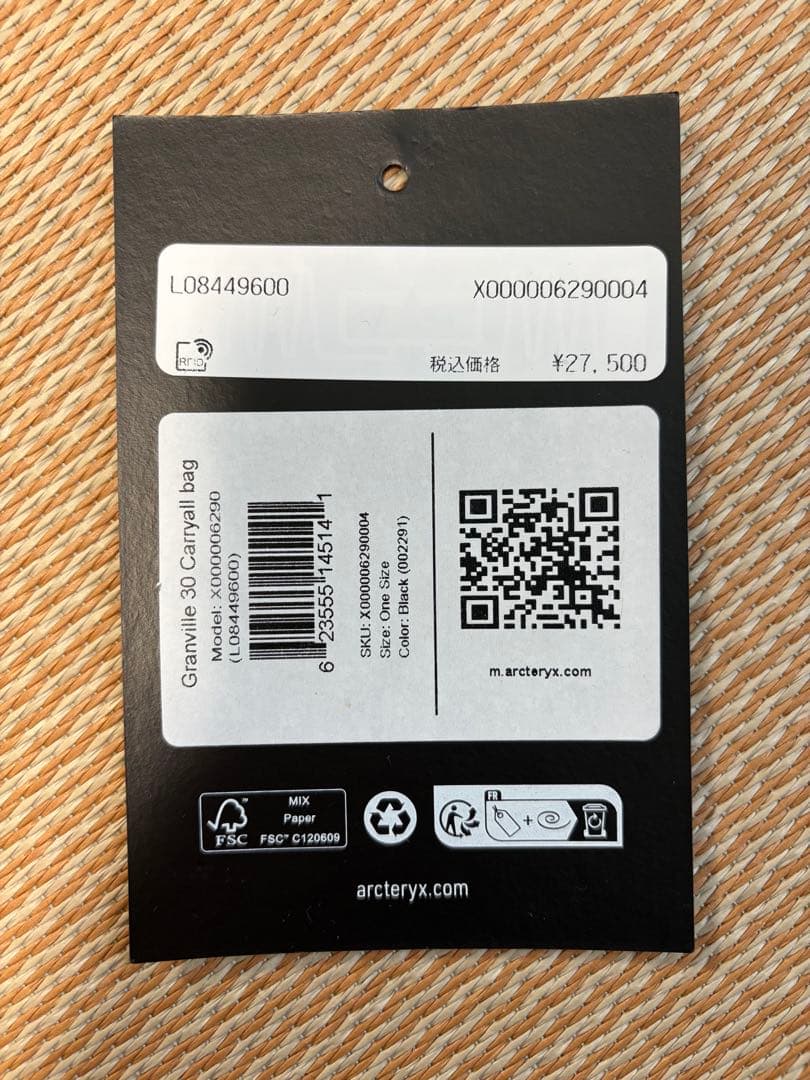 L08449600 X000006290004
RFID
税込価格 ¥27,500
Granville 30 Carryall bag
Model: X000006290
(L08449600)
6 23555 14514 1
SKU: X000006290004
Size: One Size
Color: Black (002291)
m.arcteryx.com
FSC™
MIX
Paper
FSC™ C120609
FR
+
arcteryx.com